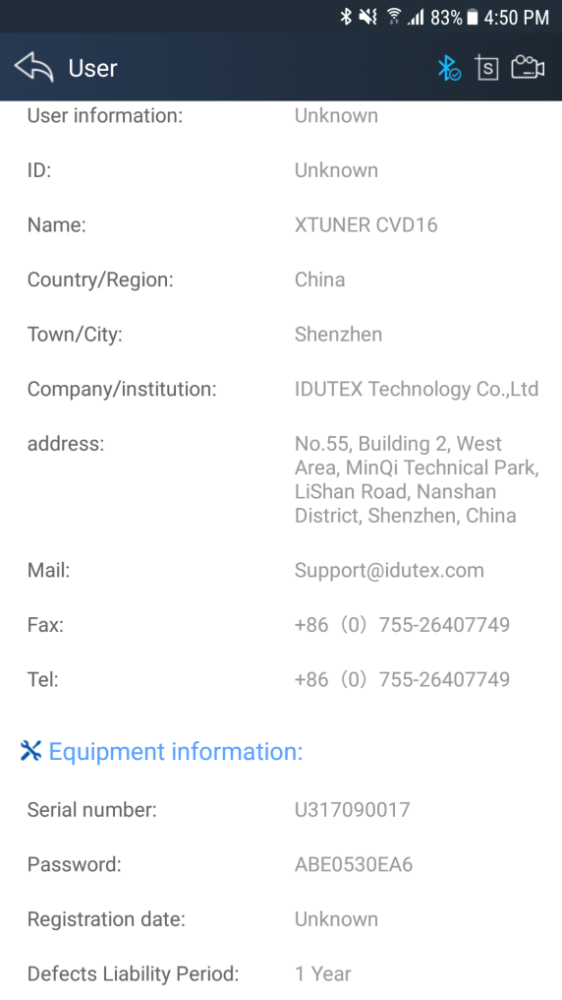 83% 4:50 PM
User
S
User information: Unknown
ID: Unknown
Name: XTUNER CVD16
Country/Region: China
Town/City: Shenzhen
Company/institution: IDUTEX Technology Co.,Ltd
address: No.55, Building 2, West
Area, MinQi Technical Park,
LiShan Road, Nanshan
District, Shenzhen, China
Mail: Support@idutex.com
Fax: +86（0）755-26407749
Tel: +86（0）755-26407749
Equipment information:
Serial number: U317090017
Password: ABE0530EA6
Registration date: Unknown
Defects Liability Period: 1 Year